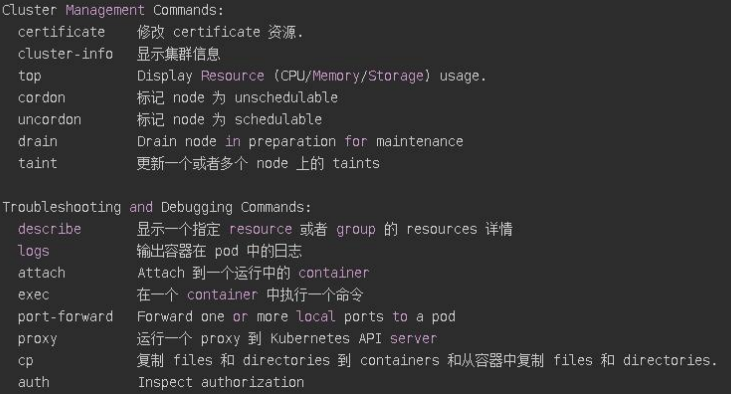 Cluster Management Commands:
certificate 修改 certificate 资源.
cluster-info 显示集群信息
top Display Resource (CPU/Memory/Storage) usage.
cordon 标记 node 为 unschedulable
uncordon 标记 node 为 schedulable
drain Drain node in preparation for maintenance
taint 更新一个或者多个 node 上的 taints
Troubleshooting and Debugging Commands:
describe 显示一个指定 resource 或者 group 的 resources 详情
logs 输出容器在 pod 中的日志
attach Attach 到一个运行中的 container
exec 在一个 container 中执行一个命令
port-forward Forward one or more local ports to a pod
proxy 运行一个 proxy 到 Kubernetes API server
cp 复制 files 和 directories 到 containers 和从容器中复制 files 和 directories.
auth Inspect authorization